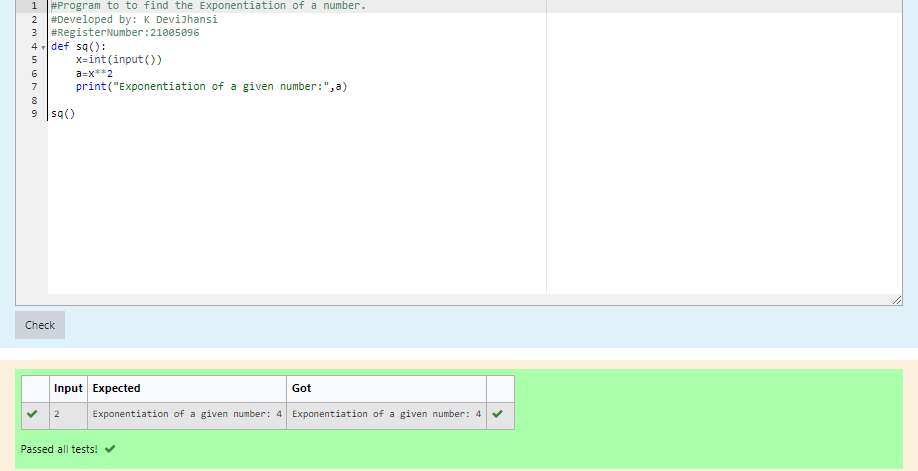 1 #Program to to find the Exponentiation of a number.
2 #Developed by: K DeviJhansi
3 #RegisterNumber:21005096
4 def sq():
5     x=int(input())
6     a=x**2
7     print("Exponentiation of a given number:",a)
8
9 sq()
Check
Input Expected Got
2 Exponentiation of a given number: 4 Exponentiation of a given number: 4
Passed all tests!